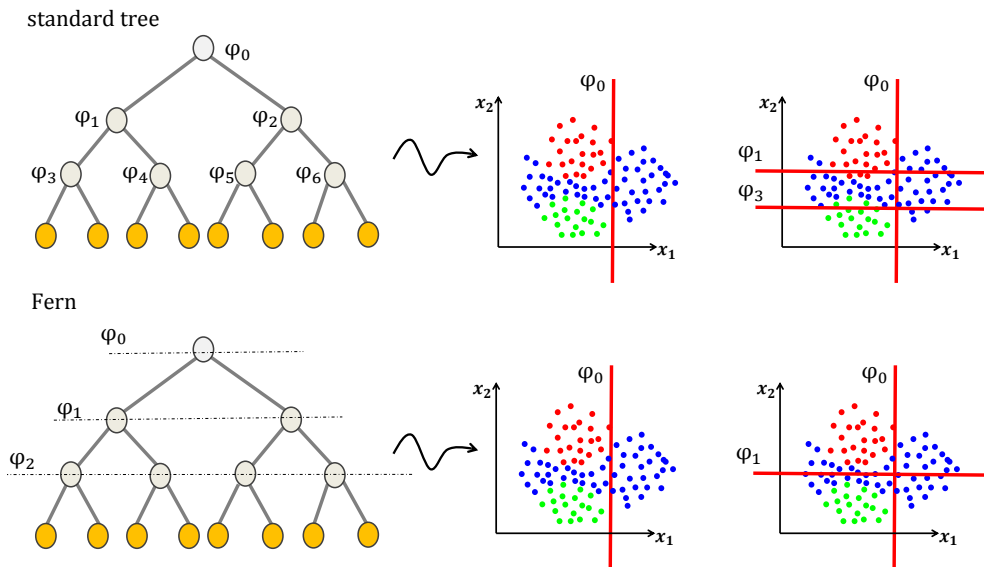 standard tree
φ₀
φ₁
φ₂
φ₃
φ₄
φ₅
φ₆
φ₀
x₂
x₁
φ₀
x₂
φ₁
φ₃
x₁
Fern
φ₀
φ₁
φ₂
φ₀
x₂
x₁
φ₀
x₂
φ₁
x₁